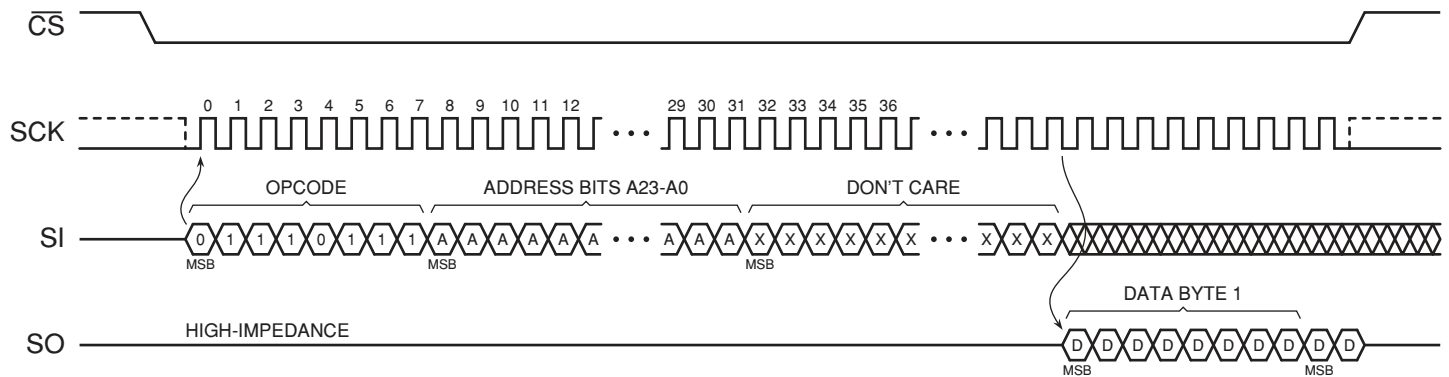 CS
0 1 2 3 4 5 6 7 8 9 10 11 12 29 30 31 32 33 34 35 36
SCK
OPCODE ADDRESS BITS A23-A0 DON'T CARE
SI 0 1 1 1 0 1 1 1 A A A A A A • • • A A A X X X X X X • • • X X X
MSB MSB MSB
DATA BYTE 1
HIGH-IMPEDANCE
SO D D D D D D D D D D
MSB MSB